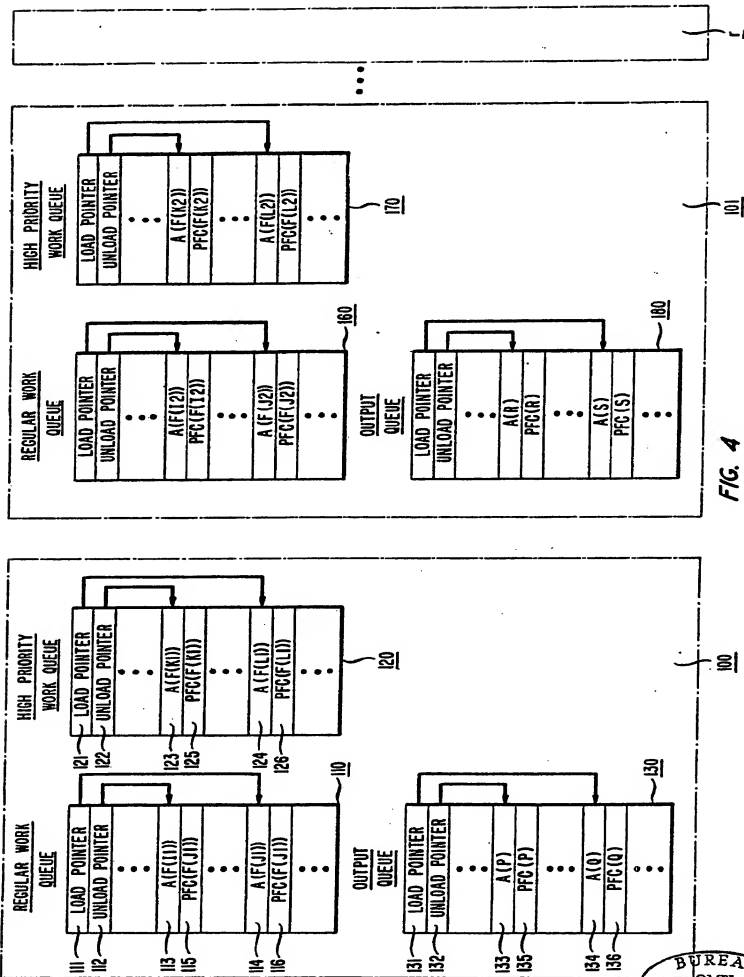 REGULAR WORK
QUEUE
111
LOAD POINTER
112
UNLOAD POINTER
113
A(F(I1))
115
PFC(F(J1))
114
A(F(J1))
116
PFC(F(J1))
110
HIGH PRIORITY
WORK QUEUE
121
LOAD POINTER
122
UNLOAD POINTER
123
A(F(K1))
125
PFC(F(K1))
124
A(F(L1))
126
PFC(F(L1))
120
OUTPUT
QUEUE
131
LOAD POINTER
132
UNLOAD POINTER
133
A(P)
135
PFC(P)
134
A(Q)
136
PFC(Q)
130
100
REGULAR WORK
QUEUE
LOAD POINTER
UNLOAD POINTER
A(F(I2))
PFC(F(I2))
A(F(J2))
PFC(F(J2))
160
HIGH PRIORITY
WORK QUEUE
LOAD POINTER
UNLOAD POINTER
A(F(K2))
PFC(F(K2))
A(F(L2))
PFC(F(L2))
170
OUTPUT
QUEUE
LOAD POINTER
UNLOAD POINTER
A(R)
PFC(R)
A(S)
PFC(S)
180
101
FIG. 4
BUREA